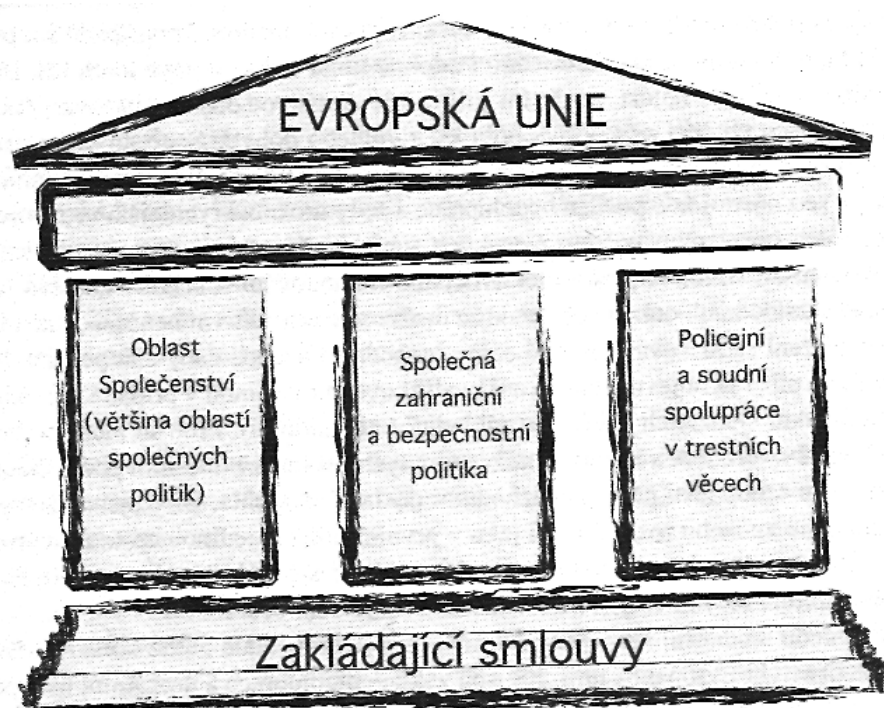 EVROPSKÁ UNIE
Oblast
Společenství
(většina oblastí
společných
politik)
Společná
zahraniční
a bezpečnostní
politika
Policejní
a soudní
spolupráce
v trestních
věcech
Zakládající smlouvy